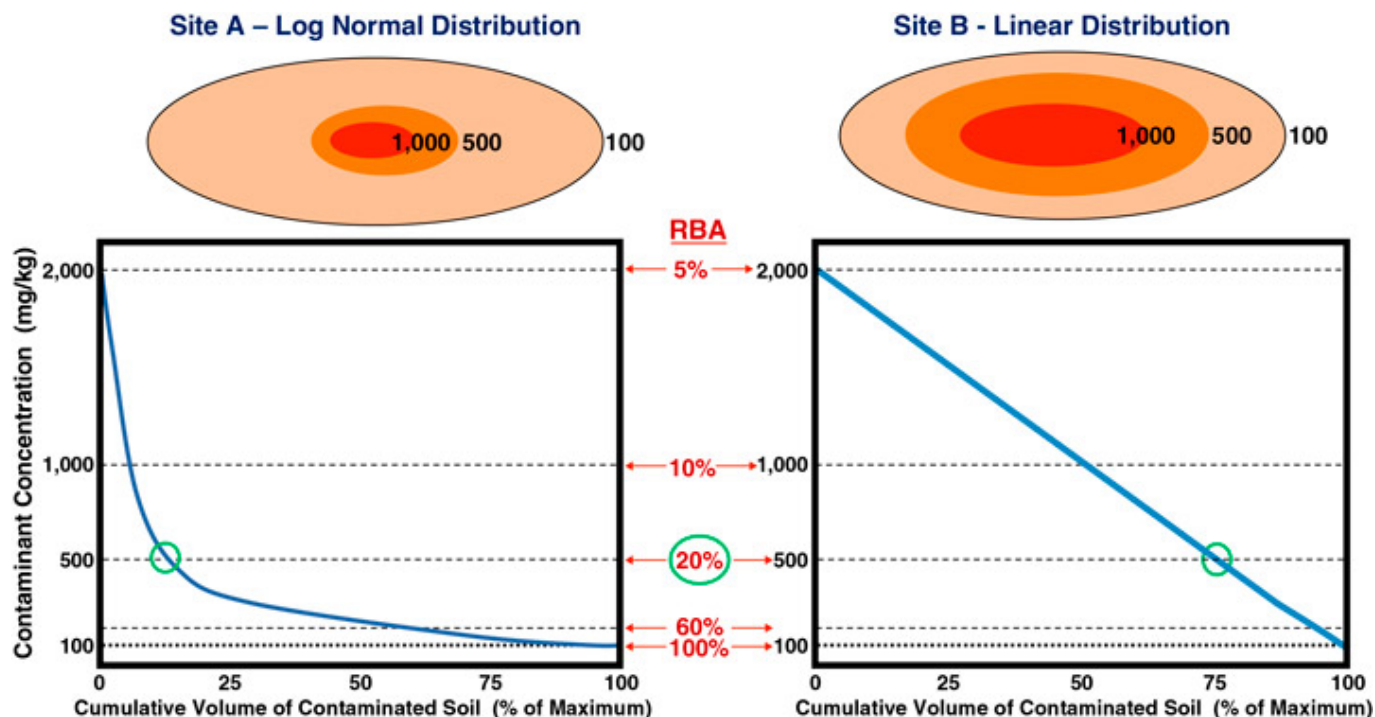 Site A – Log Normal Distribution
Site B - Linear Distribution
1,000 500 100
1,000 500 100
RBA
Contaminant Concentration (mg/kg)
2,000
5%
2,000
1,000
10%
1,000
500
20%
500
60%
100
100%
100
0 25 50 75 100
0 25 50 75 100
Cumulative Volume of Contaminated Soil (% of Maximum)
Cumulative Volume of Contaminated Soil (% of Maximum)